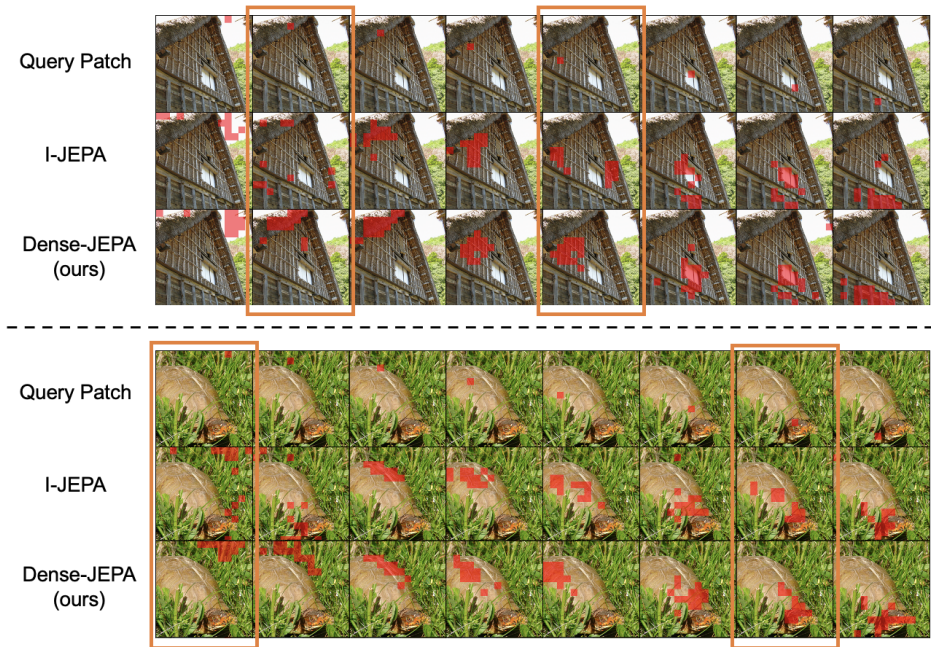 Query Patch
I-JEPA
Dense-JEPA
(ours)
Query Patch
I-JEPA
Dense-JEPA
(ours)